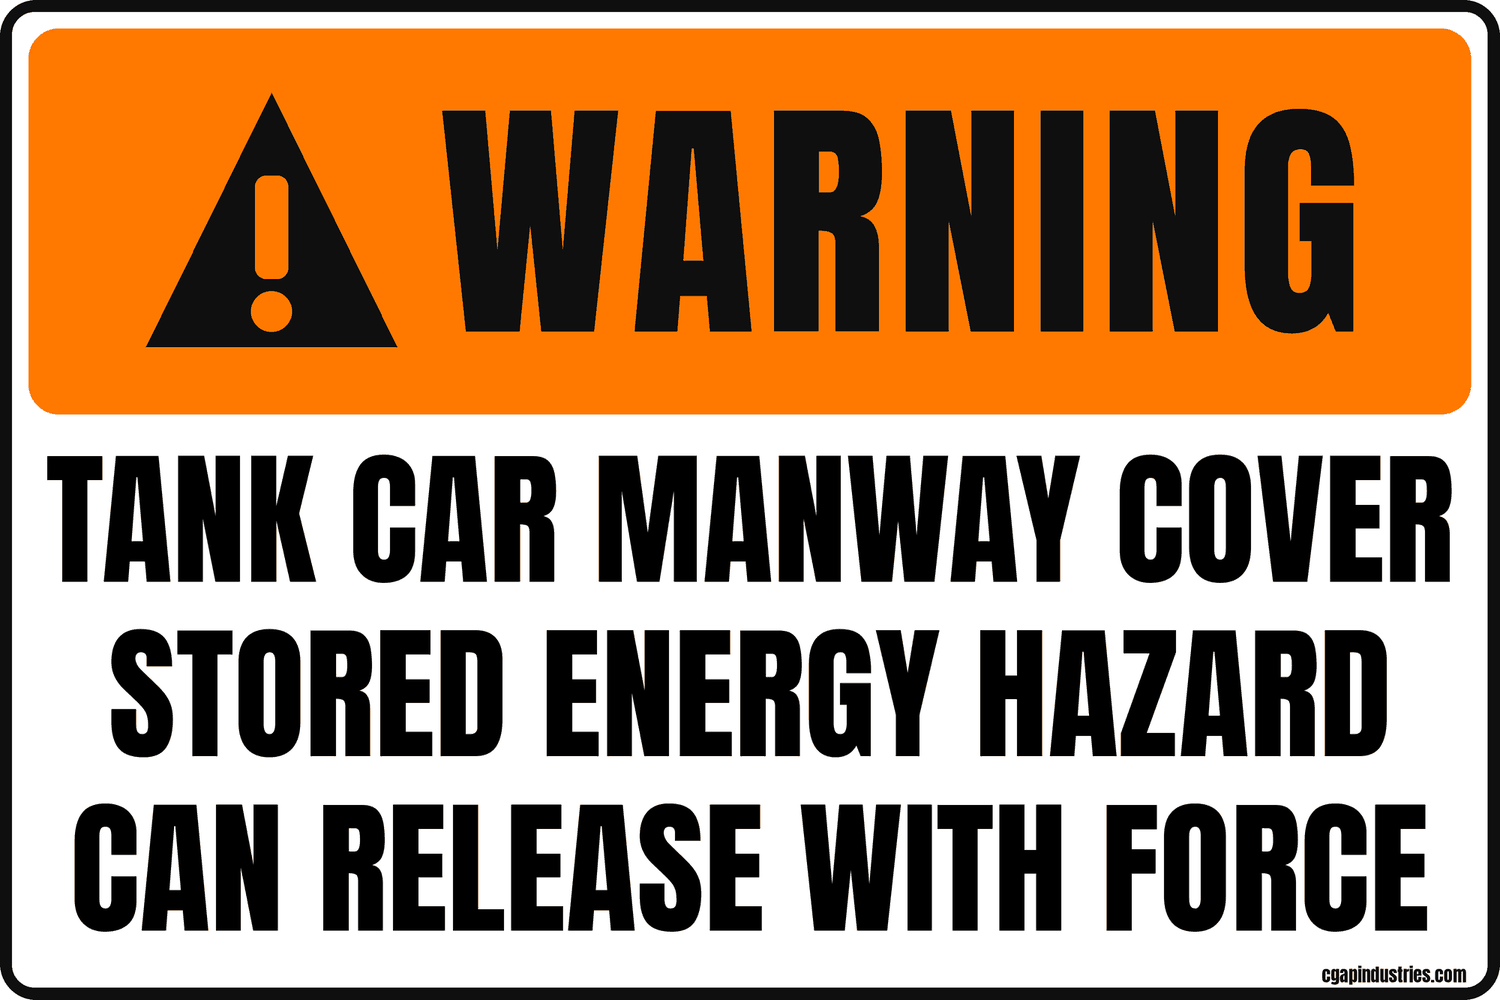 WARNING
TANK CAR MANWAY COVER
STORED ENERGY HAZARD
CAN RELEASE WITH FORCE
cgapindustries.com